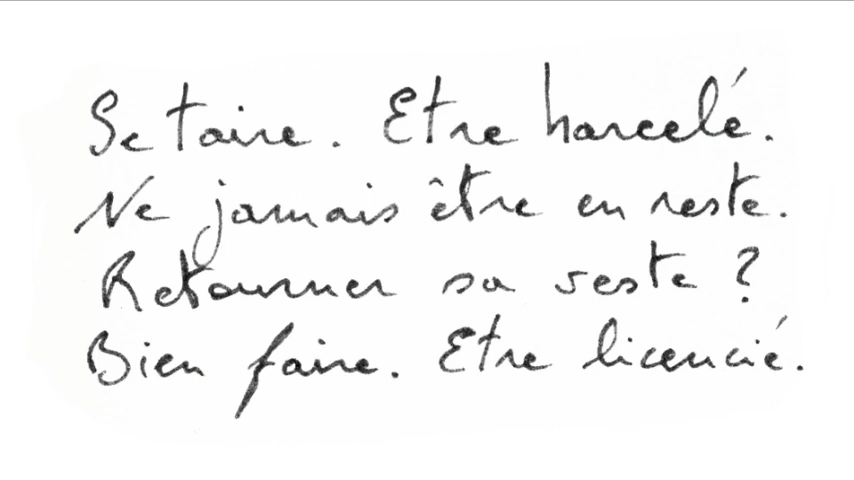 Se taire. Etre harcelé.
Ne jamais être en reste.
Retourner sa veste ?
Bien faire. Etre licencié.